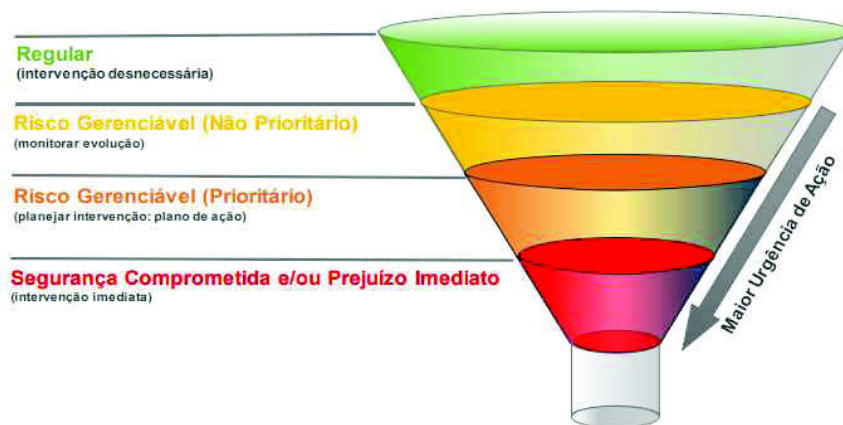 Regular
(intervenção desnecessária)
Risco Gerenciável (Não Prioritário)
(monitorar evolução)
Risco Gerenciável (Prioritário)
(planejar intervenção: plano de ação)
Segurança Comprometida e/ou Prejuízo Imediato
(intervenção imediata)
Maior Urgência de Ação